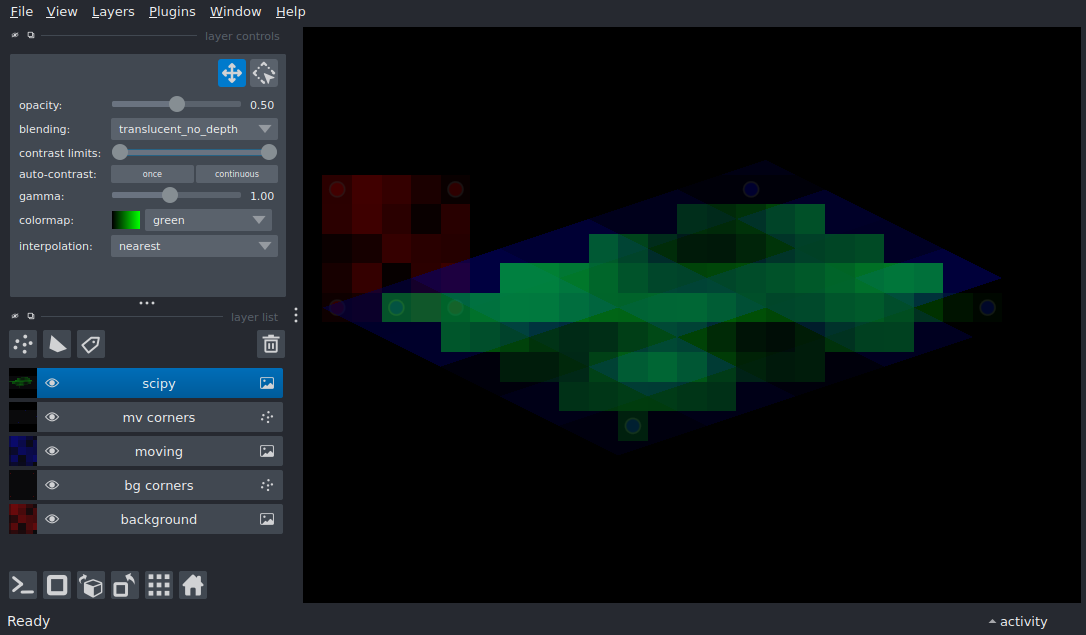 File View Layers Plugins Window Help
layer controls
opacity: 0.50
blending: translucent_no_depth
contrast limits:
auto-contrast: once continuous
gamma: 1.00
colormap: green
interpolation: nearest
layer list
scipy
mv corners
moving
bg corners
background
Ready activity